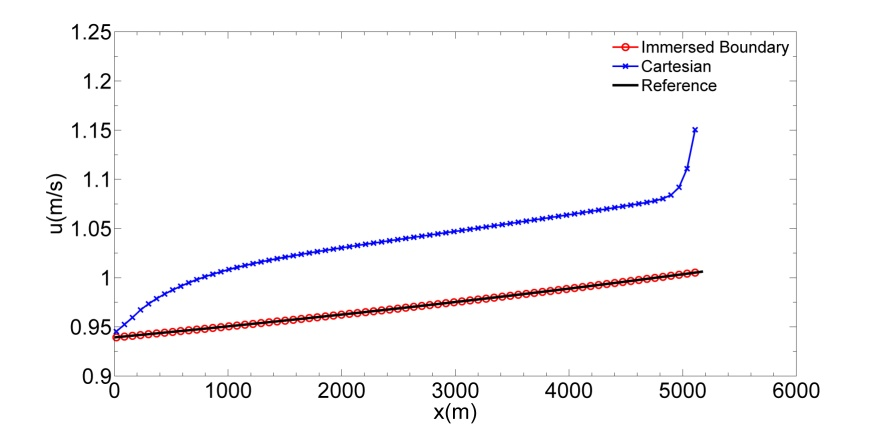 1.25
1.2
1.15
1.1
1.05
1
0.95
0.9
u(m/s)
Immersed Boundary
Cartesian
Reference
0 1000 2000 3000 4000 5000 6000
x(m)